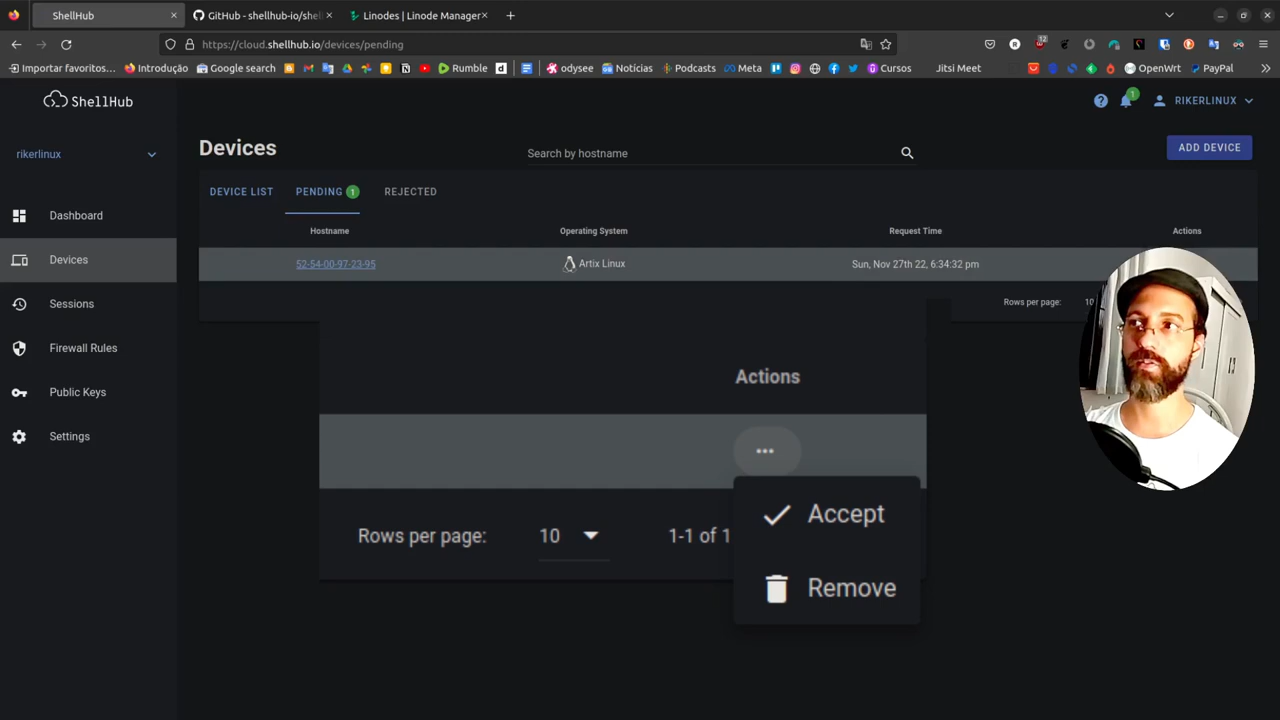 ShellHub
GitHub - shellhub-io/shell
Linodes | Linode Manager
https://cloud.shellhub.io/devices/pending
Importar favoritos… Introdução Google search Rumble odysee Notícias Podcasts Meta Cursos Jitsi Meet OpenWrt PayPal
ShellHub
1
RIKERLINUX
rikerlinux
Devices
Search by hostname
ADD DEVICE
DEVICE LIST
PENDING 1
REJECTED
Hostname Operating System Request Time Actions
52-54-00-97-23-95 Artix Linux Sun, Nov 27th 22, 6:34:32 pm
Rows per page: 10
Dashboard
Devices
Sessions
Firewall Rules
Public Keys
Settings
Actions
Rows per page: 10 1-1 of 1
Accept
Remove